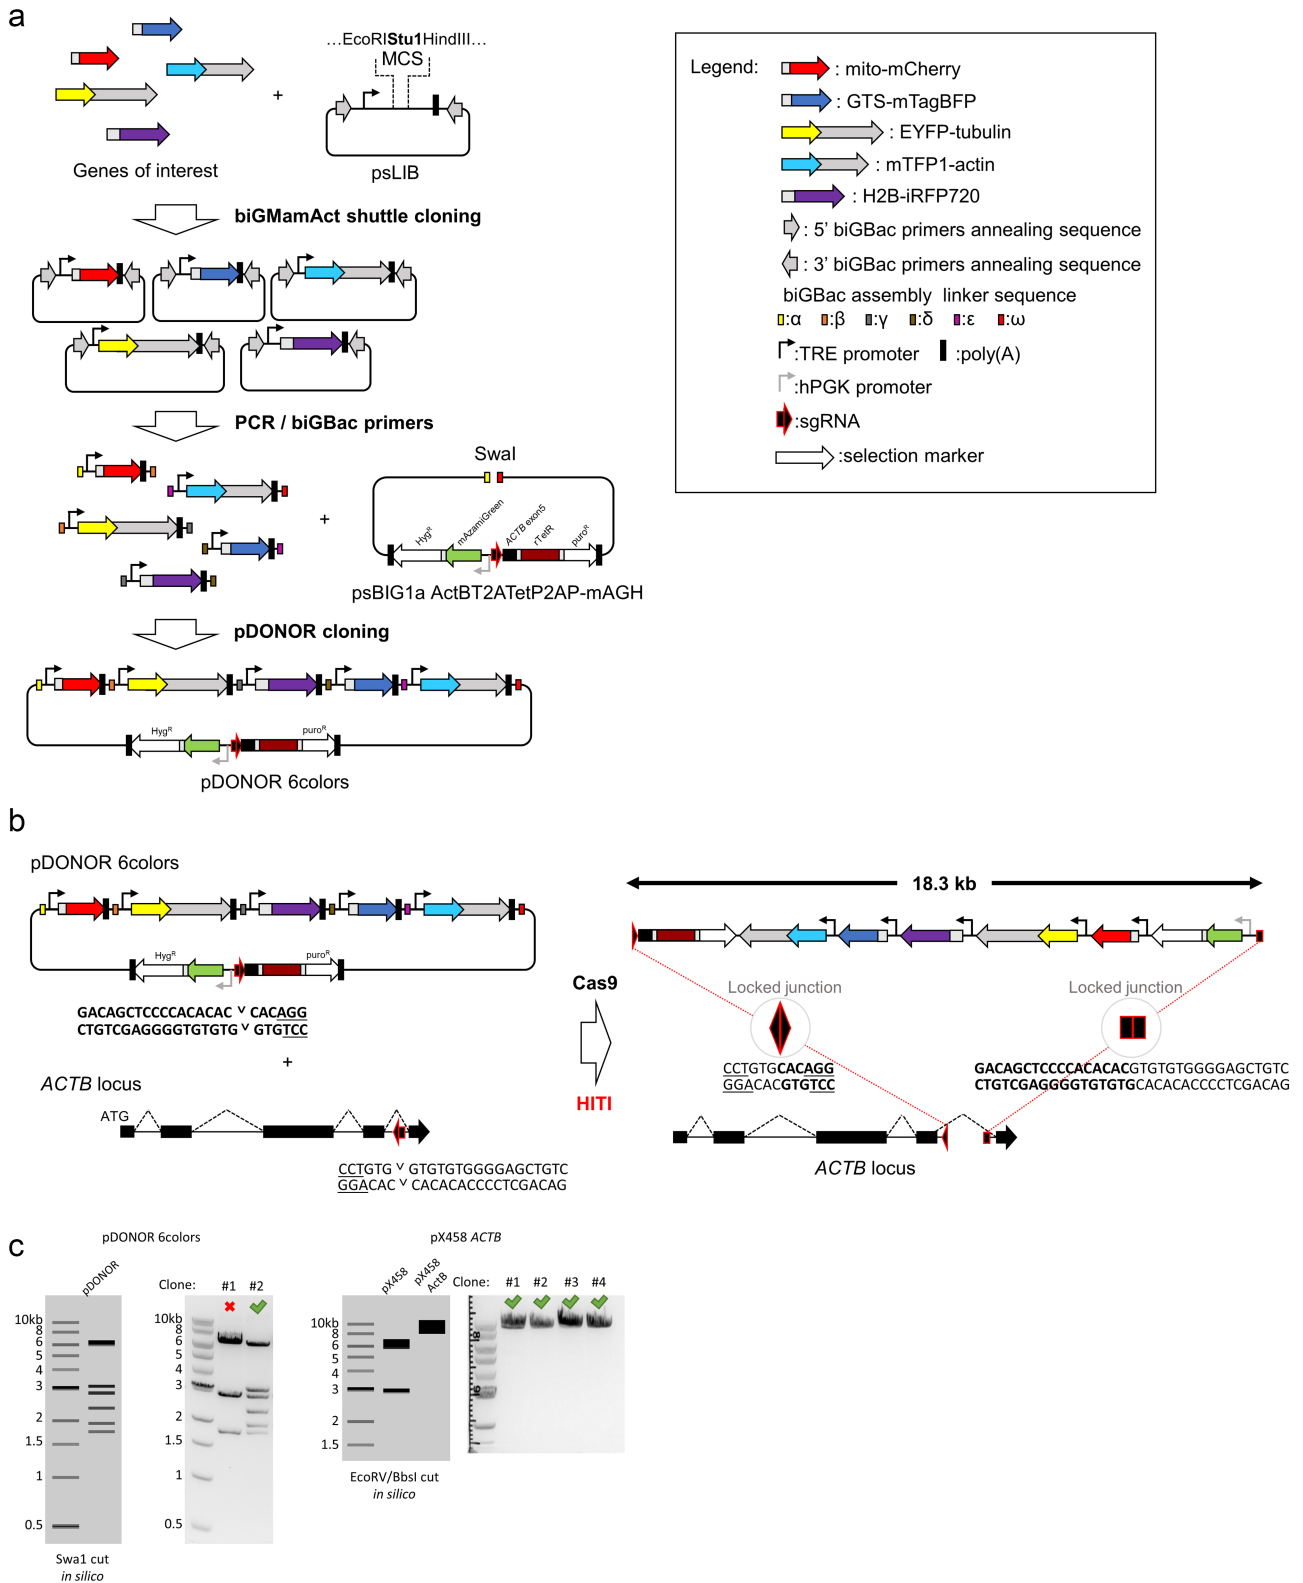 a
…EcoRIStu1HindIII…
MCS
+
Genes of interest
psLIB
biGMamAct shuttle cloning
PCR / biGBac primers
SwaI
+
Hyg^R
mAzamiGreen
ACTB exon5
rTetR
puro^R
psBIG1a ActBT2ATetP2AP-mAGH
pDONOR cloning
Hyg^R
puro^R
pDONOR 6colors
Legend:
: mito-mCherry
: GTS-mTagBFP
: EYFP-tubulin
: mTFP1-actin
: H2B-iRFP720
: 5’ biGBac primers annealing sequence
: 3’ biGBac primers annealing sequence
biGBac assembly linker sequence
:α :β :γ :δ :ε :ω
:TRE promoter :poly(A)
:hPGK promoter
:sgRNA
:selection marker
b
pDONOR 6colors
Hyg^R
puro^R
GACAGCTCCCCACACAC ˅ CACAGG
CTGTCGAGGGGTGTGTG ˅ GTGTCC
+
ACTB locus
ATG
CCTGTG ˅ GTGTGTGGGGAGCTGTC
GGACAC ˅ CACACACCCCTCGACAG
Cas9
HITI
18.3 kb
Locked junction
Locked junction
CCTGTGCACAGG
GGACACGTGTCC
GACAGCTCCCCACACACGTGTGTGGGGAGCTGTC
CTGTCGAGGGGTGTGTGCACACACCCCTCGACAG
ACTB locus
c
pDONOR 6colors
pDONOR
10kb
8
6
5
4
3
2
1.5
1
0.5
Swa1 cut
in silico
Clone: #1 #2
10kb
8
6
5
4
3
2
1.5
1
0.5
pX458 ACTB
pX458
pX458
ActB
10kb
8
6
5
4
3
2
1.5
EcoRV/BbsI cut
in silico
Clone: #1 #2 #3 #4